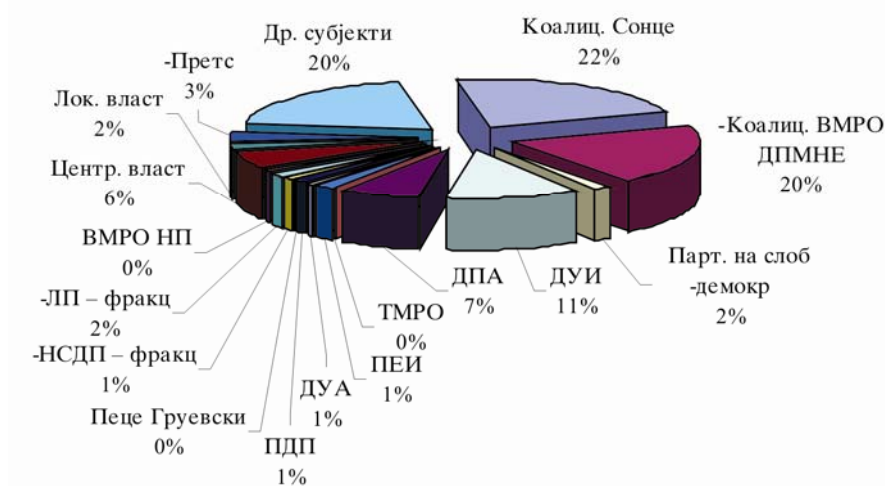 Др. субјекти
20%
Коалиц. Сонце
22%
-Претс
3%
Лок. власт
2%
-Коалиц. ВМРО
ДПМНЕ
20%
Центр. власт
6%
ВМРО НП
0%
Парт. на слоб
-демокр
2%
ДПА
7%
ДУИ
11%
-ЛП – фракц
2%
ТМРО
0%
-НСДП – фракц
1%
ПЕИ
1%
ДУА
1%
Пеце Груевски
0%
ПДП
1%